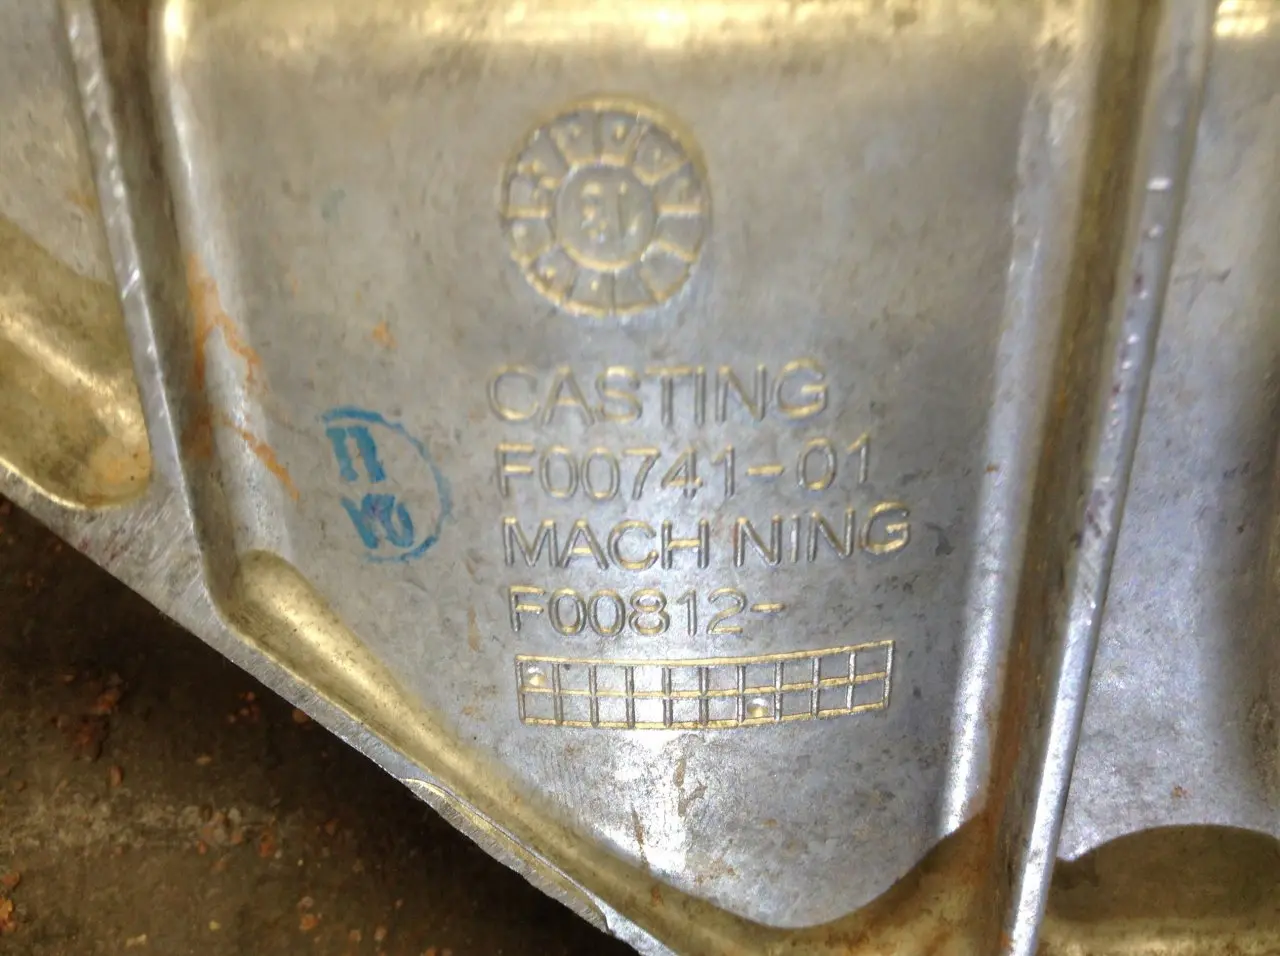 CASTING
F00741-01
MACH NING
F00812-